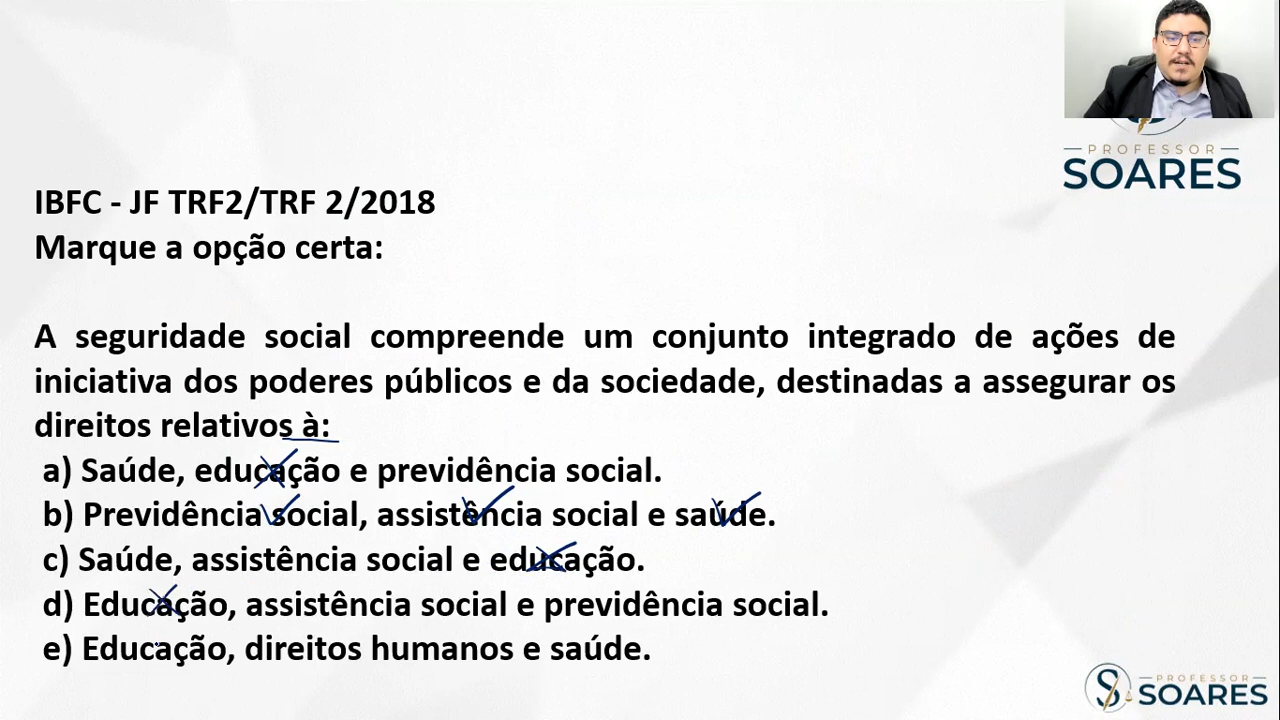 PROFESSOR
SOARES
IBFC - JF TRF2/TRF 2/2018
Marque a opção certa:
A seguridade social compreende um conjunto integrado de ações de
iniciativa dos poderes públicos e da sociedade, destinadas a assegurar os
direitos relativos à:
a) Saúde, educação e previdência social.
b) Previdência social, assistência social e saúde.
c) Saúde, assistência social e educação.
d) Educação, assistência social e previdência social.
e) Educação, direitos humanos e saúde.
PROFESSOR
SOARES